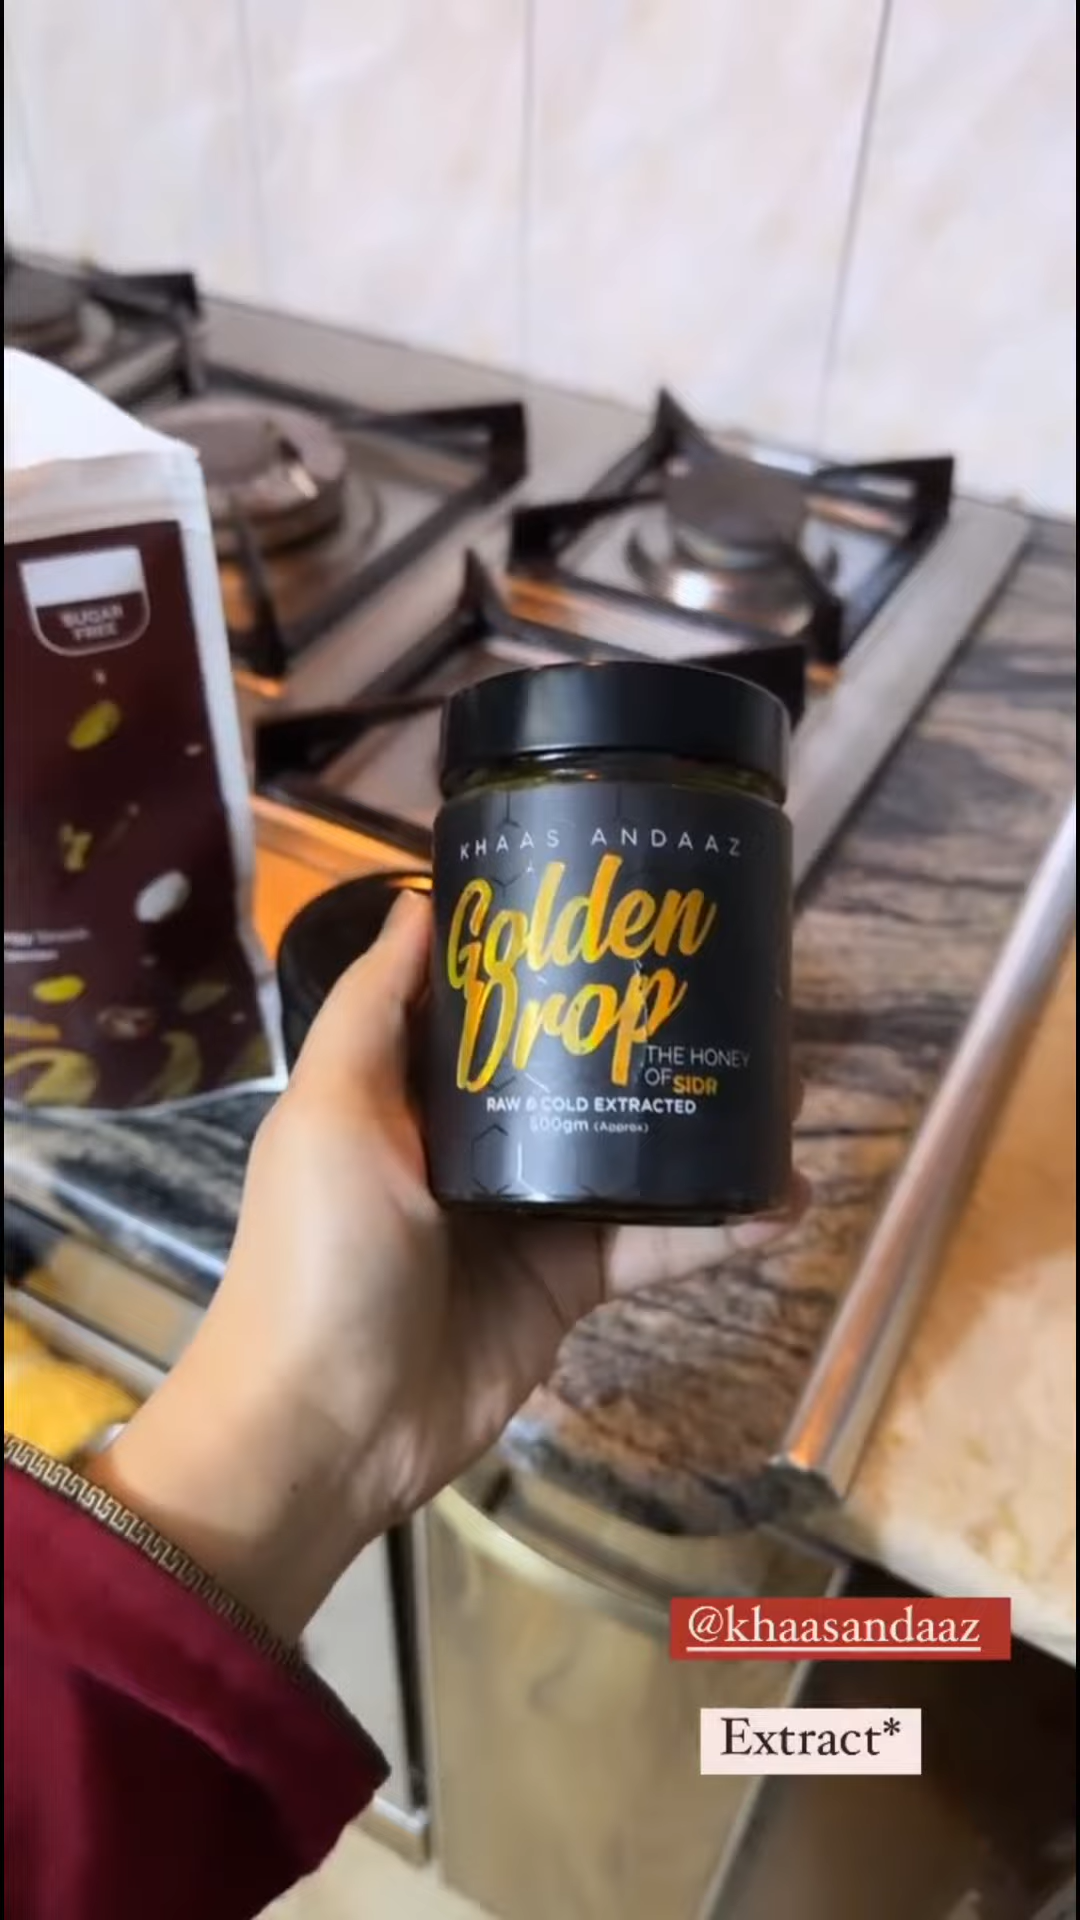 SUGAR
FREE
KHAAS ANDAAZ
Golden
Drop
THE HONEY
OF SIDR
RAW & COLD EXTRACTED
500gm (Approx)
@khaasandaaz
Extract*